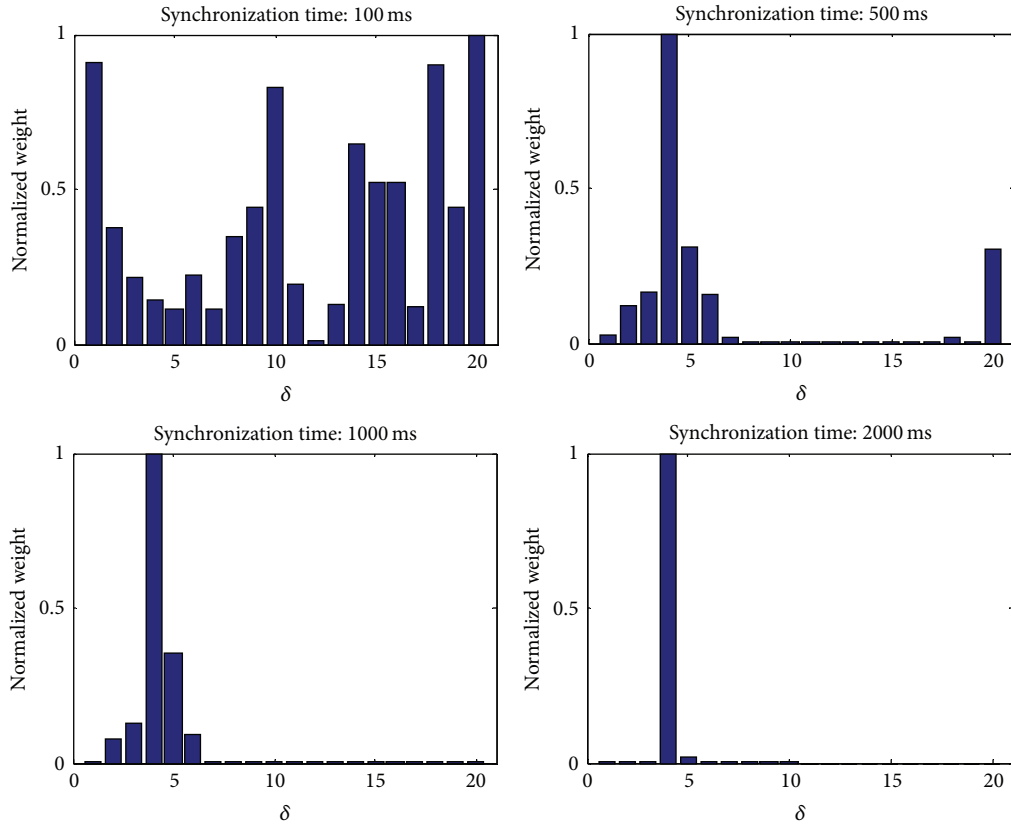 Synchronization time: 100 ms
1
0.5
0
Normalized weight
0 5 10 15 20
δ
Synchronization time: 500 ms
1
0.5
0
Normalized weight
0 5 10 15 20
δ
Synchronization time: 1000 ms
1
0.5
0
Normalized weight
0 5 10 15 20
δ
Synchronization time: 2000 ms
1
0.5
0
Normalized weight
0 5 10 15 20
δ